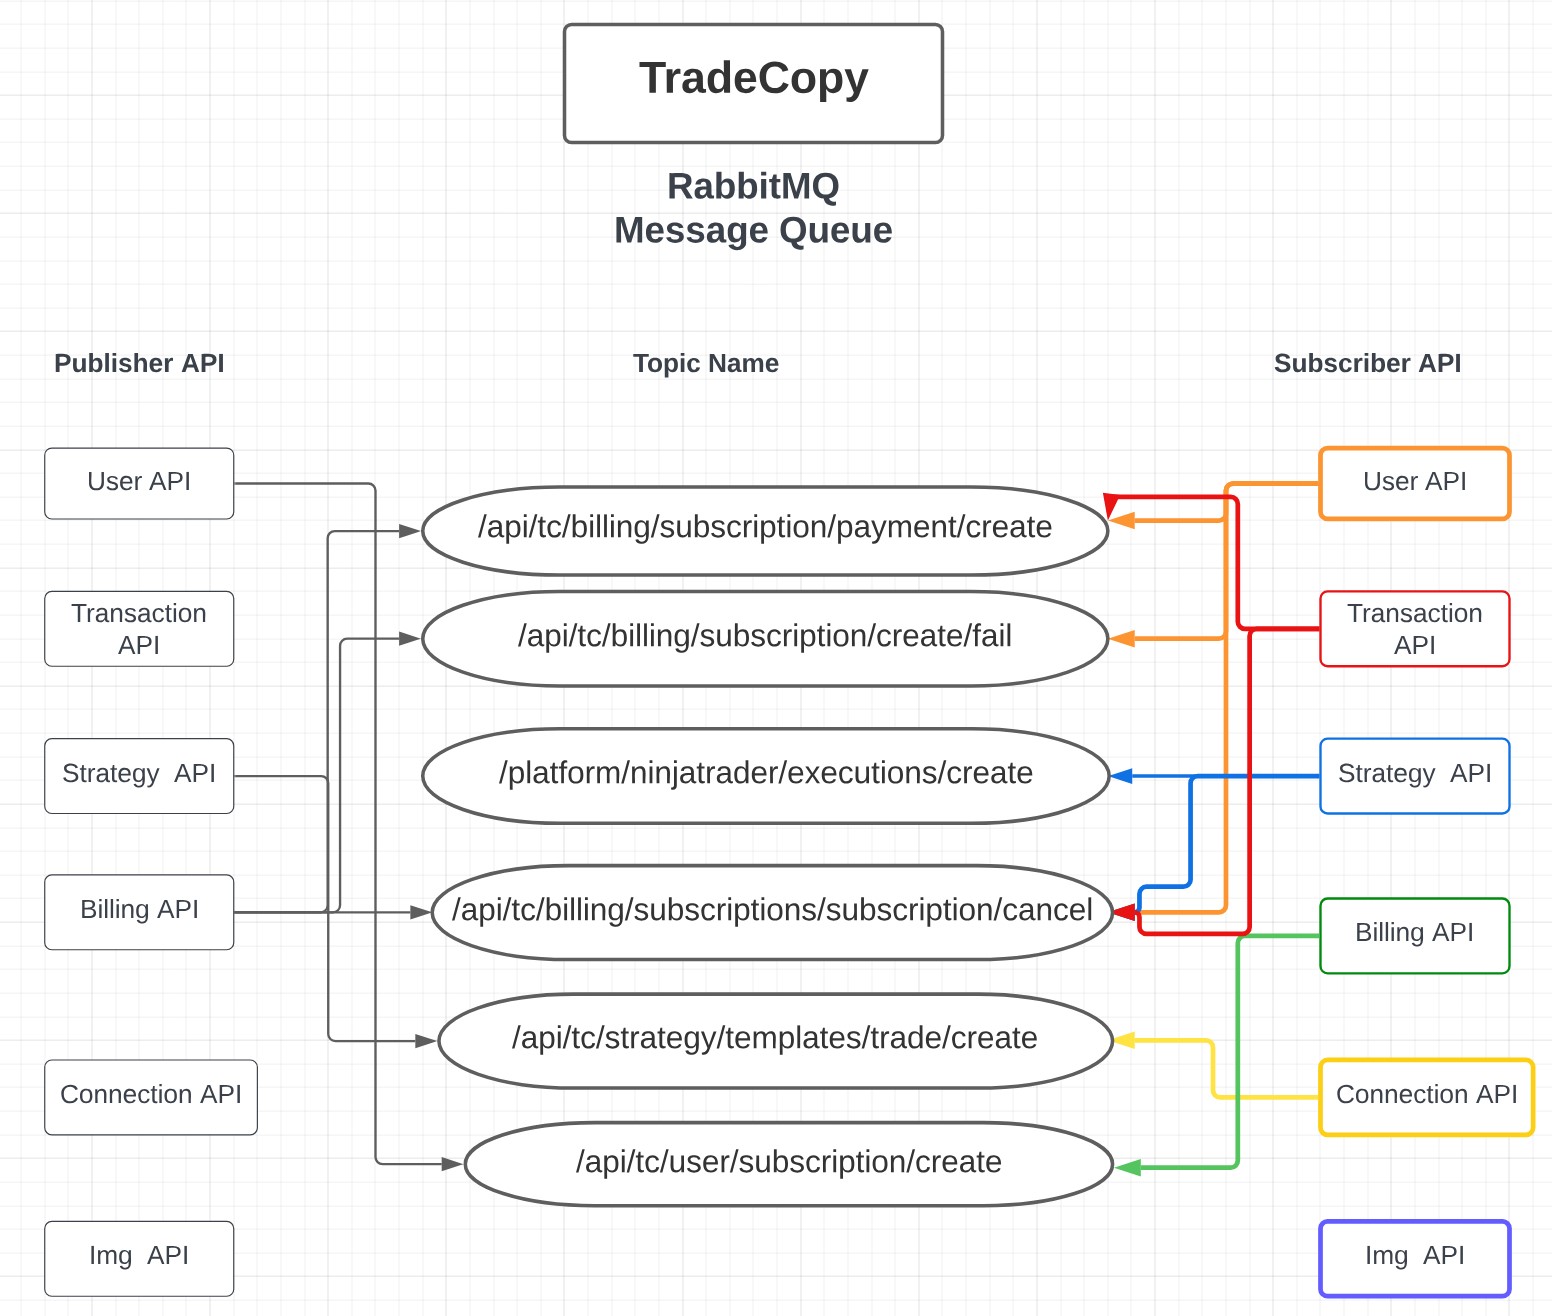 TradeCopy
RabbitMQ
Message Queue
Publisher API
Topic Name
Subscriber API
User API
/api/tc/billing/subscription/payment/create
User API
Transaction
API
/api/tc/billing/subscription/create/fail
Transaction
API
Strategy  API
/platform/ninjatrader/executions/create
Strategy  API
Billing API
/api/tc/billing/subscriptions/subscription/cancel
Billing API
/api/tc/strategy/templates/trade/create
Connection API
Connection API
/api/tc/user/subscription/create
Img  API
Img  API